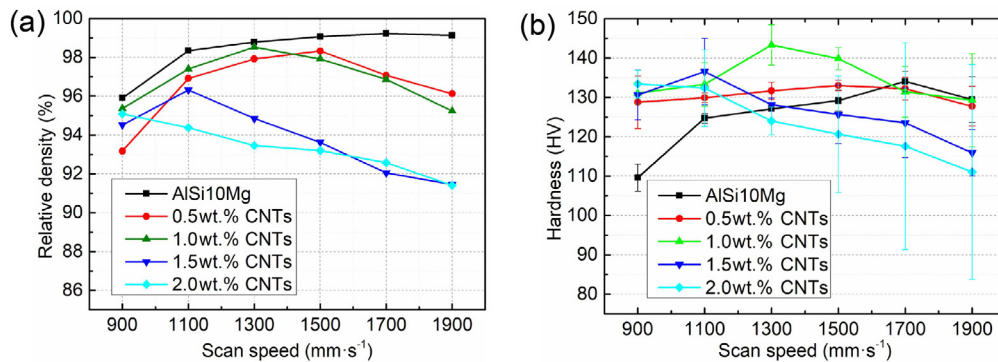 (a)
Relative density (%)
100
98
96
94
92
90
88
86
AlSi10Mg
0.5wt.% CNTs
1.0wt.% CNTs
1.5wt.% CNTs
2.0wt.% CNTs
900 1100 1300 1500 1700 1900
Scan speed (mm·s⁻¹)
(b)
Hardness (HV)
150
140
130
120
110
100
90
80
75
AlSi10Mg
0.5wt.% CNTs
1.0wt.% CNTs
1.5wt.% CNTs
2.0wt.% CNTs
900 1100 1300 1500 1700 1900
Scan speed (mm·s⁻¹)